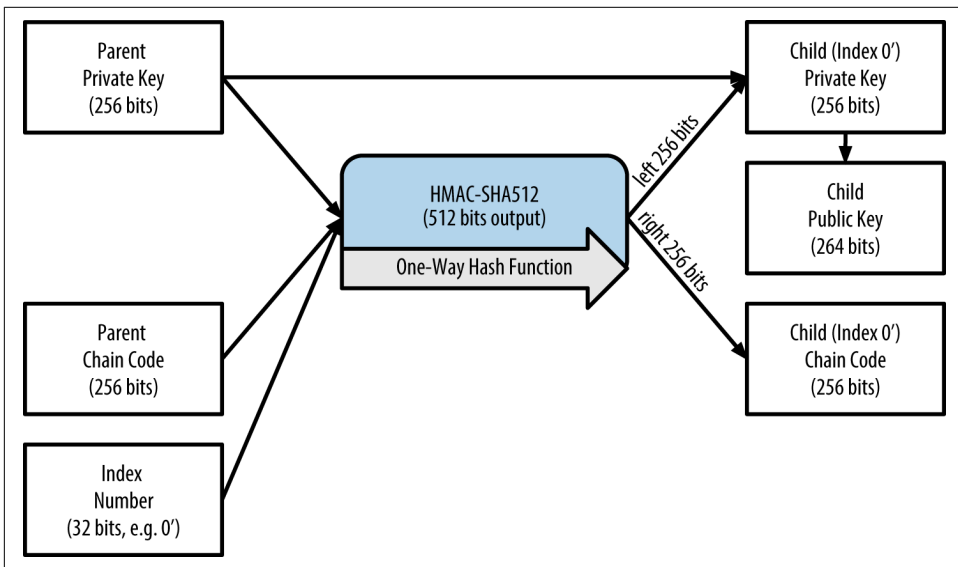 Parent
Private Key
(256 bits)
Parent
Chain Code
(256 bits)
Index
Number
(32 bits, e.g. 0’)
HMAC-SHA512
(512 bits output)
One-Way Hash Function
left 256 bits
right 256 bits
Child (Index 0’)
Private Key
(256 bits)
Child
Public Key
(264 bits)
Child (Index 0’)
Chain Code
(256 bits)